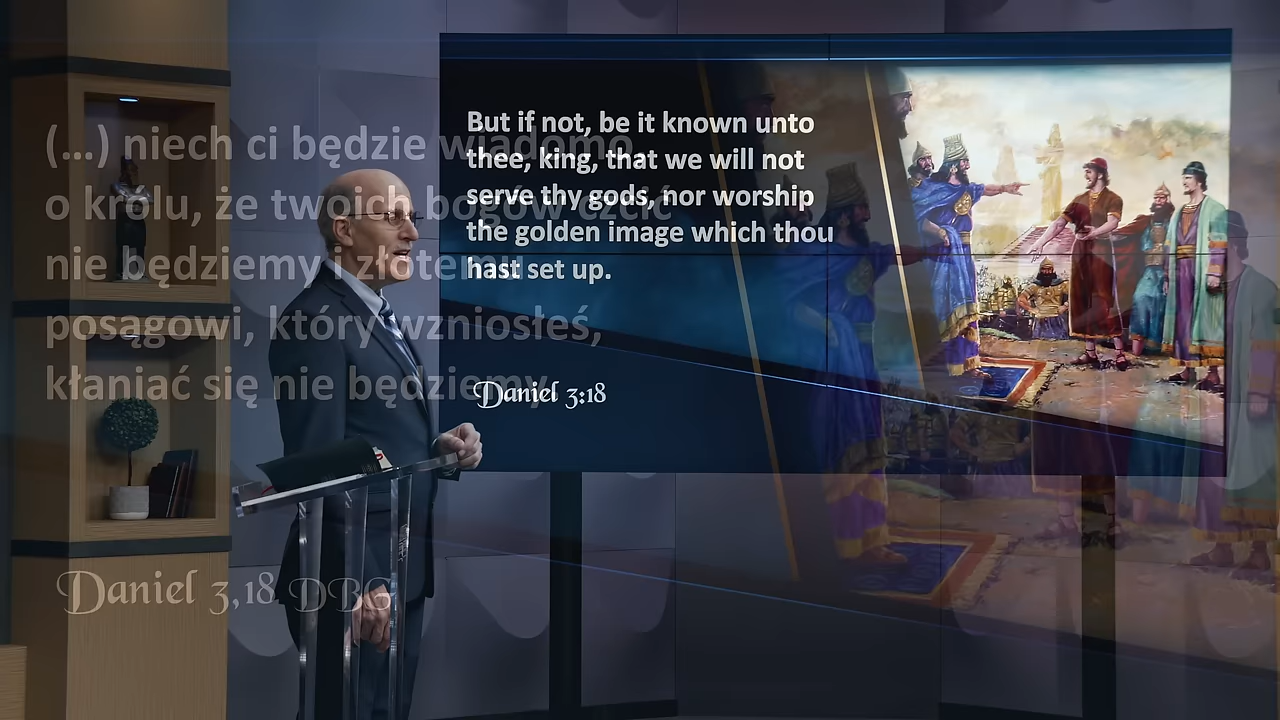 (...) niech ci będzie wiadomo
o królu, że twoich bogów czcić
nie będziemy i złotemu
posągowi, który wzniosłeś,
kłaniać się nie będziemy.
Daniel 3,18 DBG
But if not, be it known unto
thee, king, that we will not
serve thy gods, nor worship
the golden image which thou
hast set up.
Daniel 3:18